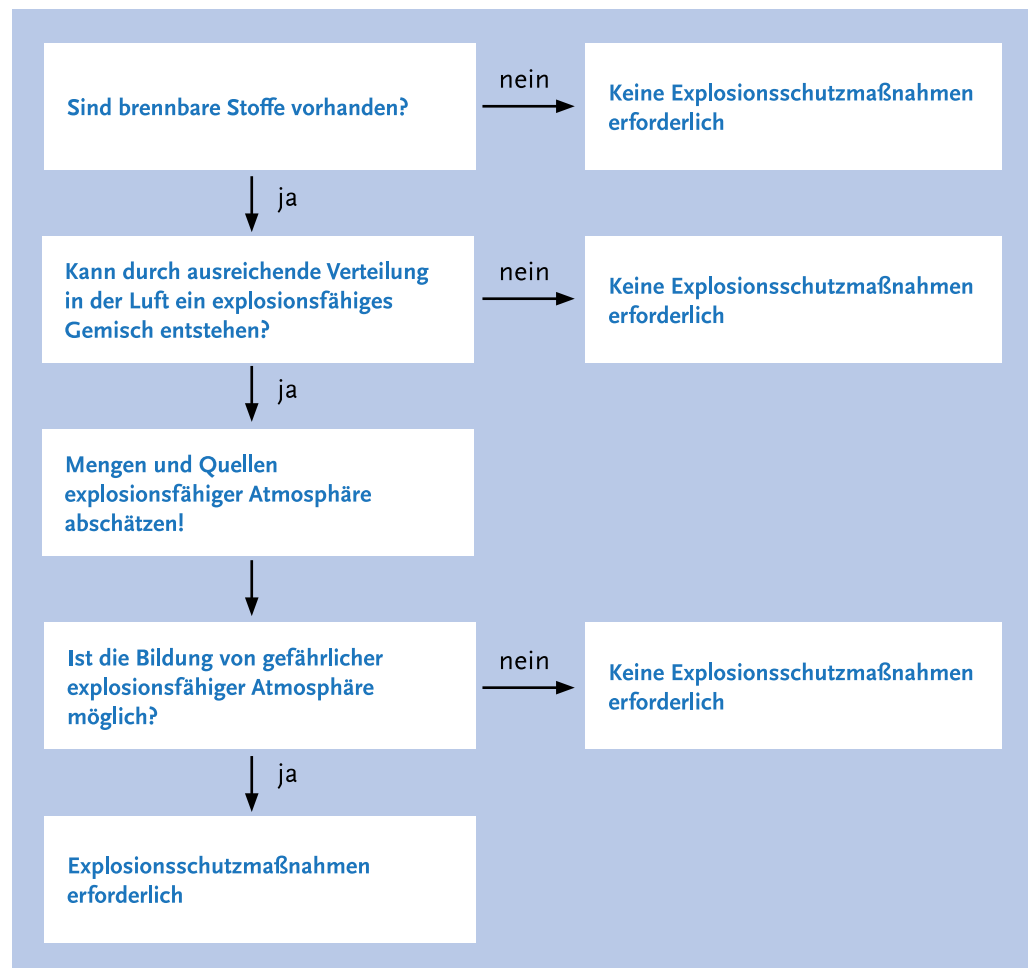 Sind brennbare Stoffe vorhanden?
nein
Keine Explosionsschutzmaßnahmen
erforderlich
ja
Kann durch ausreichende Verteilung
in der Luft ein explosionsfähiges
Gemisch entstehen?
nein
Keine Explosionsschutzmaßnahmen
erforderlich
ja
Mengen und Quellen
explosionsfähiger Atmosphäre
abschätzen!
Ist die Bildung von gefährlicher
explosionsfähiger Atmosphäre
möglich?
nein
Keine Explosionsschutzmaßnahmen
erforderlich
ja
Explosionsschutzmaßnahmen
erforderlich